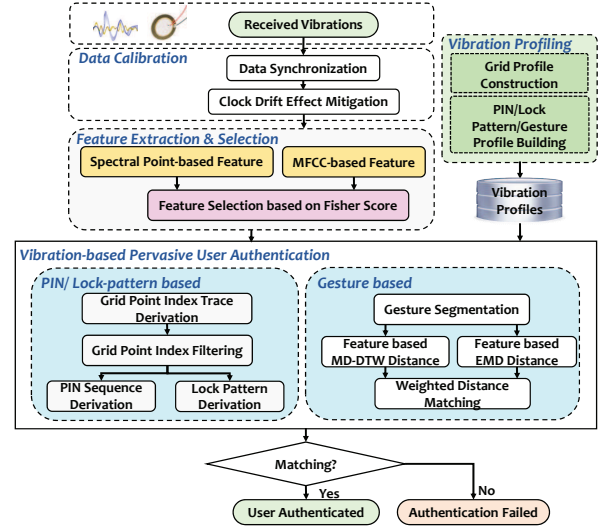 Received Vibrations
Data Calibration
Data Synchronization
Clock Drift Effect Mitigation
Vibration Profiling
Grid Profile
Construction
PIN/Lock
Pattern/Gesture
Profile Building
Vibration
Profiles
Feature Extraction & Selection
Spectral Point-based Feature
MFCC-based Feature
Feature Selection based on Fisher Score
Vibration-based Pervasive User Authentication
PIN/ Lock-pattern based
Grid Point Index Trace
Derivation
Grid Point Index Filtering
PIN Sequence
Derivation
Lock Pattern
Derivation
Gesture based
Gesture Segmentation
Feature based
MD-DTW Distance
Feature based
EMD Distance
Weighted Distance
Matching
Matching?
Yes
No
User Authenticated
Authentication Failed